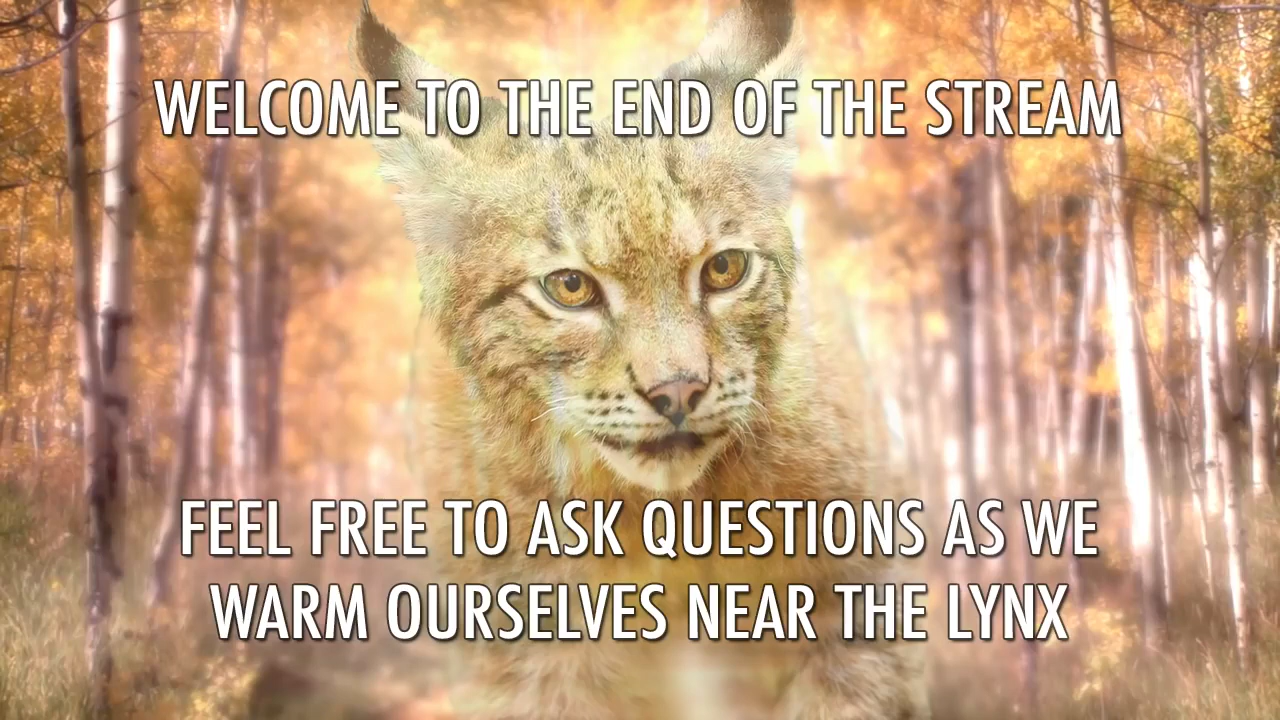 WELCOME TO THE END OF THE STREAM
FEEL FREE TO ASK QUESTIONS AS WE
WARM OURSELVES NEAR THE LYNX